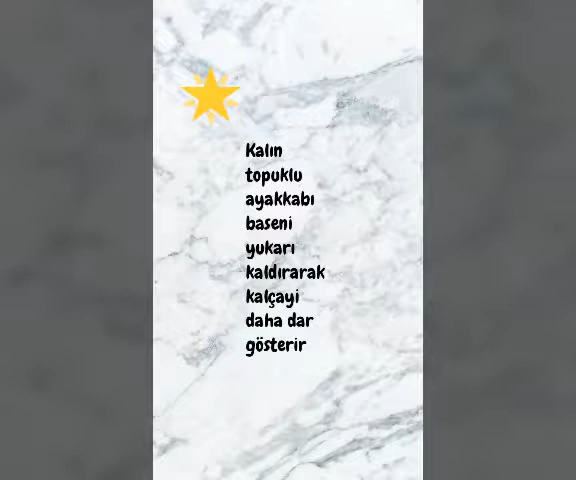 Kalın
topuklu
ayakkabı
baseni
yukarı
kaldırarak
kalçayi
daha dar
gösterir